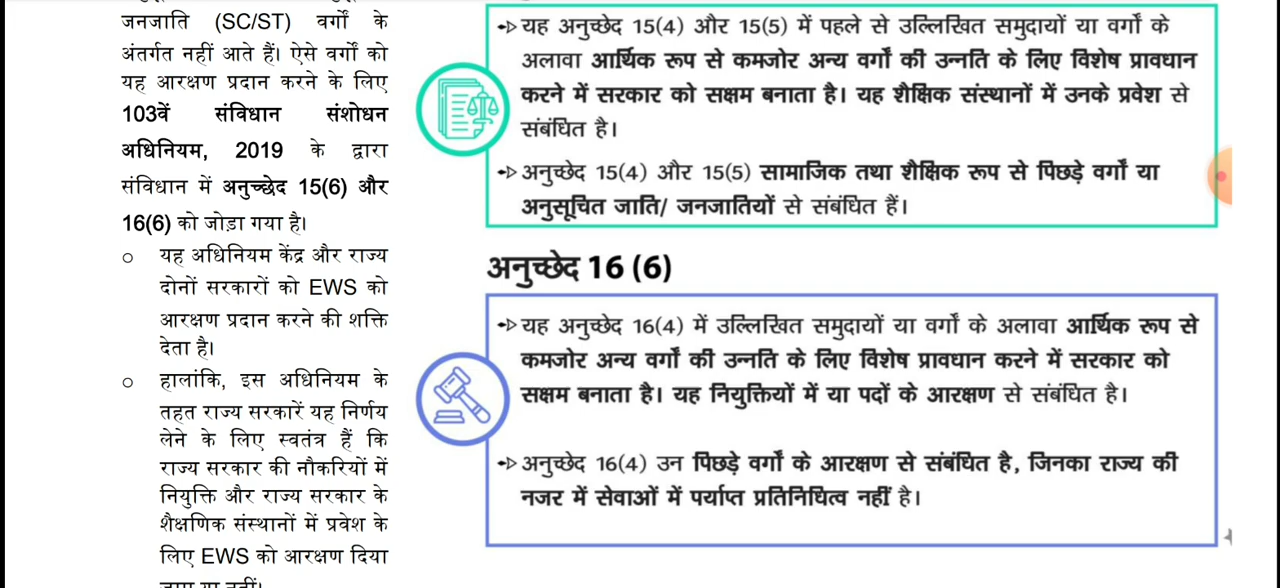 जनजाति (SC/ST) वर्गों के
अंतर्गत नहीं आते हैं। ऐसे वर्गों को
यह आरक्षण प्रदान करने के लिए
103वें संविधान संशोधन
अधिनियम, 2019 के द्वारा
संविधान में अनुच्छेद 15(6) और
16(6) को जोड़ा गया है।
o यह अधिनियम केंद्र और राज्य
दोनों सरकारों को EWS को
आरक्षण प्रदान करने की शक्ति
देता है।
o हालांकि, इस अधिनियम के
तहत राज्य सरकारें यह निर्णय
लेने के लिए स्वतंत्र हैं कि
राज्य सरकार की नौकरियों में
नियुक्ति और राज्य सरकार के
शैक्षणिक संस्थानों में प्रवेश के
लिए EWS को आरक्षण दिया
यह अनुच्छेद 15(4) और 15(5) में पहले से उल्लिखित समुदायों या वर्गों के
अलावा आर्थिक रूप से कमजोर अन्य वर्गों की उन्नति के लिए विशेष प्रावधान
करने में सरकार को सक्षम बनाता है। यह शैक्षिक संस्थानों में उनके प्रवेश से
संबंधित है।
अनुच्छेद 15(4) और 15(5) सामाजिक तथा शैक्षिक रूप से पिछड़े वर्गों या
अनुसूचित जाति/ जनजातियों से संबंधित हैं।
अनुच्छेद 16 (6)
यह अनुच्छेद 16(4) में उल्लिखित समुदायों या वर्गों के अलावा आर्थिक रूप से
कमजोर अन्य वर्गों की उन्नति के लिए विशेष प्रावधान करने में सरकार को
सक्षम बनाता है। यह नियुक्तियों में या पदों के आरक्षण से संबंधित है।
अनुच्छेद 16(4) उन पिछड़े वर्गों के आरक्षण से संबंधित है, जिनका राज्य की
नजर में सेवाओं में पर्याप्त प्रतिनिधित्व नहीं है।